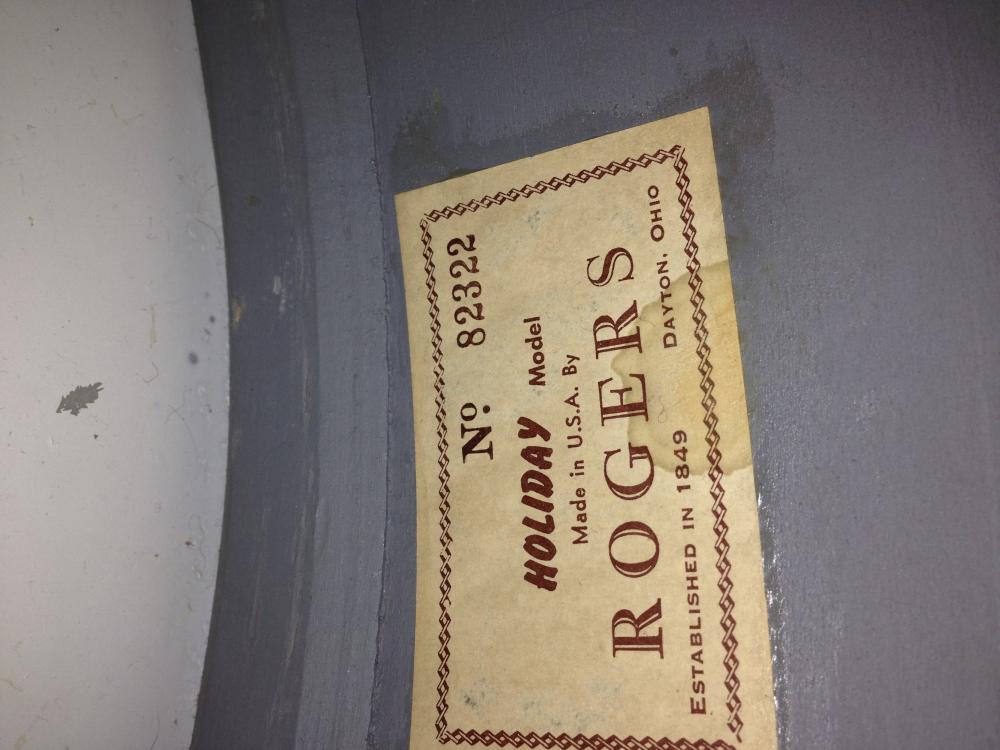 Nº. 82322
HOLIDAY Model
Made in U.S.A. By
ROGERS
ESTABLISHED IN 1849 DAYTON, OHIO